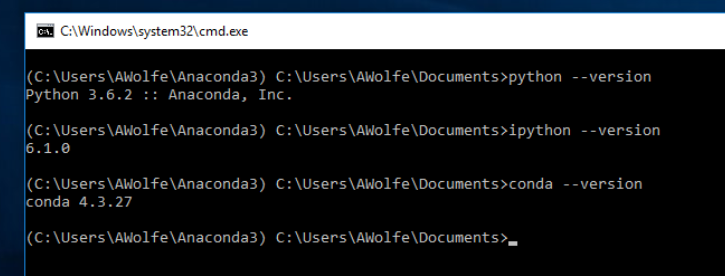 C:\Windows\system32\cmd.exe
(C:\Users\AWolfe\Anaconda3) C:\Users\AWolfe\Documents>python --version
Python 3.6.2 :: Anaconda, Inc.
(C:\Users\AWolfe\Anaconda3) C:\Users\AWolfe\Documents>ipython --version
6.1.0
(C:\Users\AWolfe\Anaconda3) C:\Users\AWolfe\Documents>conda --version
conda 4.3.27
(C:\Users\AWolfe\Anaconda3) C:\Users\AWolfe\Documents>